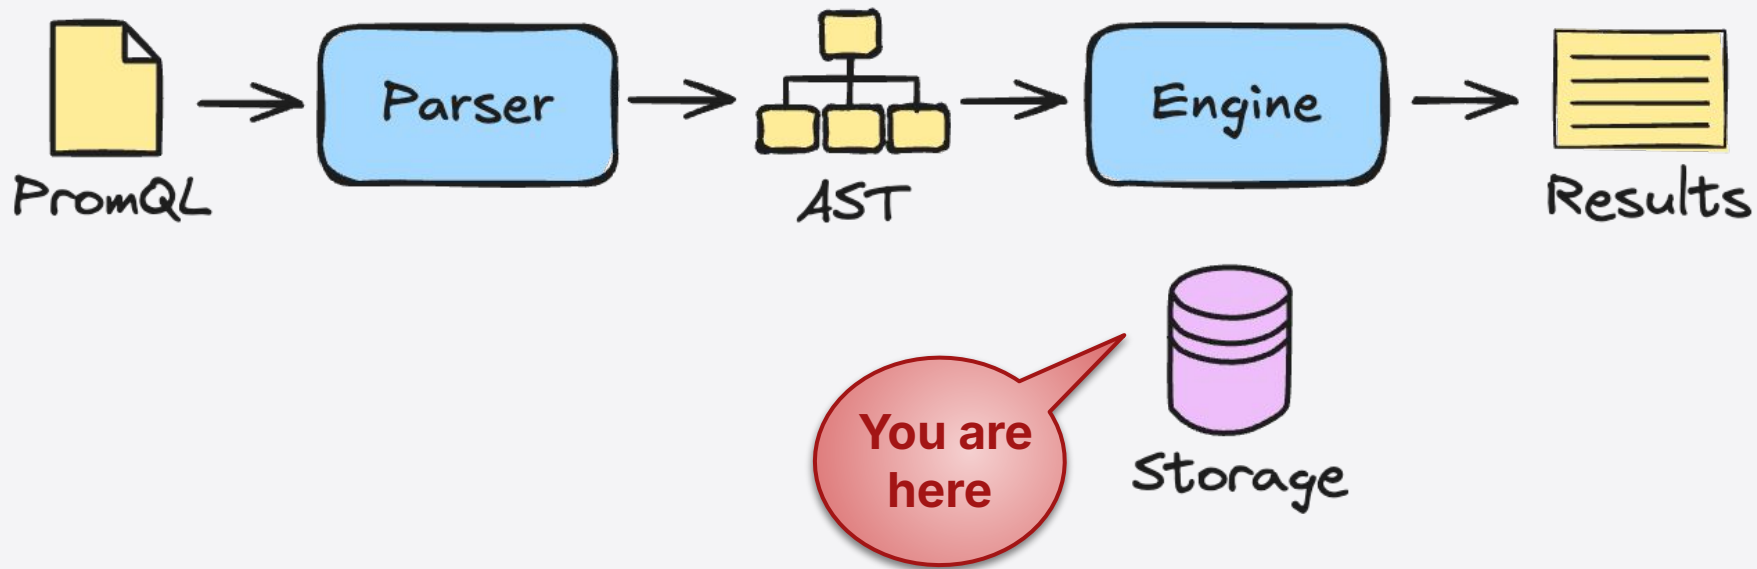 Parser
Engine
PromQL
AST
Results
You are
here
Storage